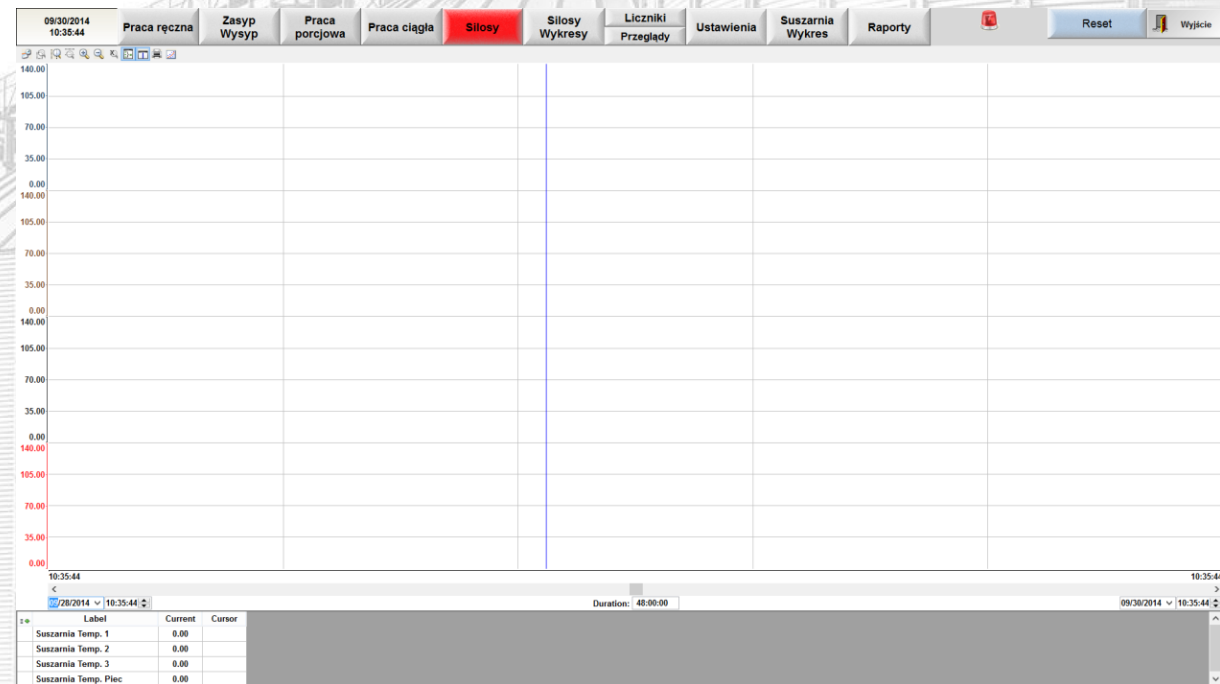 09/30/2014
10:35:44
Praca ręczna
Zasyp
Wysyp
Praca
porcjowa
Praca ciągła
Silosy
Silosy
Wykresy
Liczniki
Przeglądy
Ustawienia
Suszarnia
Wykres
Raporty
Reset
Wyjście
140.00
105.00
70.00
35.00
0.00
140.00
105.00
70.00
35.00
0.00
140.00
105.00
70.00
35.00
0.00
140.00
105.00
70.00
35.00
0.00
10:35:44 10:35:44
09/28/2014 10:35:44 Duration: 48:00:00 09/30/2014 10:35:44
Label Current Cursor
Suszarnia Temp. 1 0.00
Suszarnia Temp. 2 0.00
Suszarnia Temp. 3 0.00
Suszarnia Temp. Piec 0.00